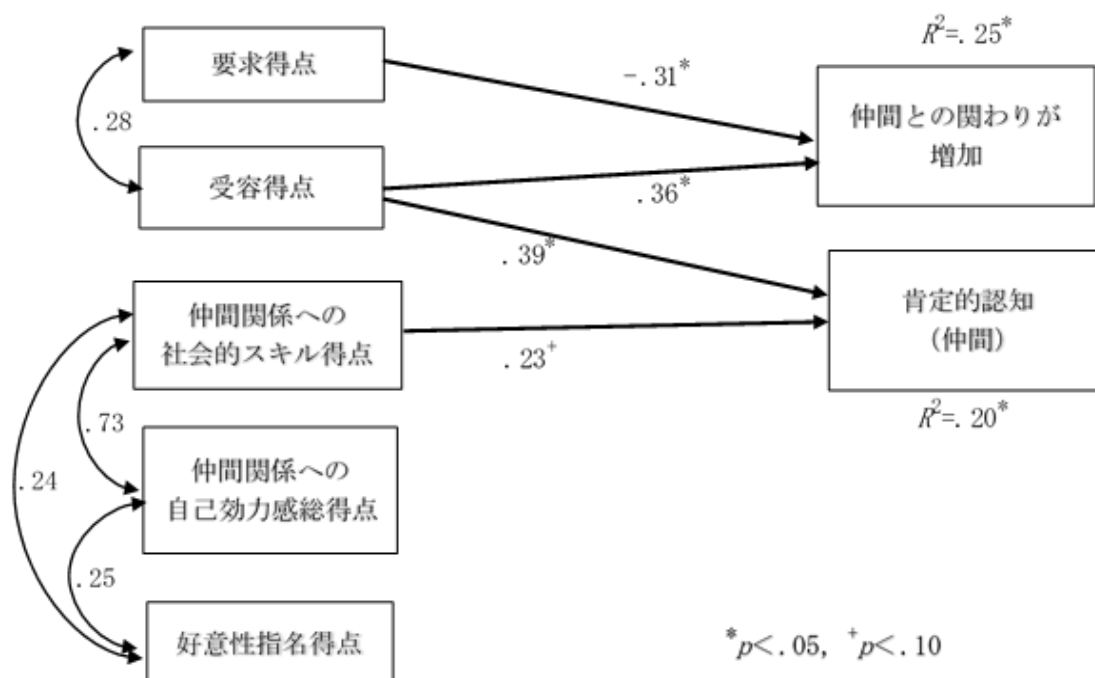 R²=.25*
要求得点
-.31*
仲間との関わりが
増加
.28
受容得点
.36*
.39*
仲間関係への
社会的スキル得点
肯定的認知
（仲間）
.23⁺
R²=.20*
.73
.24
仲間関係への
自己効力感総得点
.25
好意性指名得点
*p<.05, ⁺p<.10